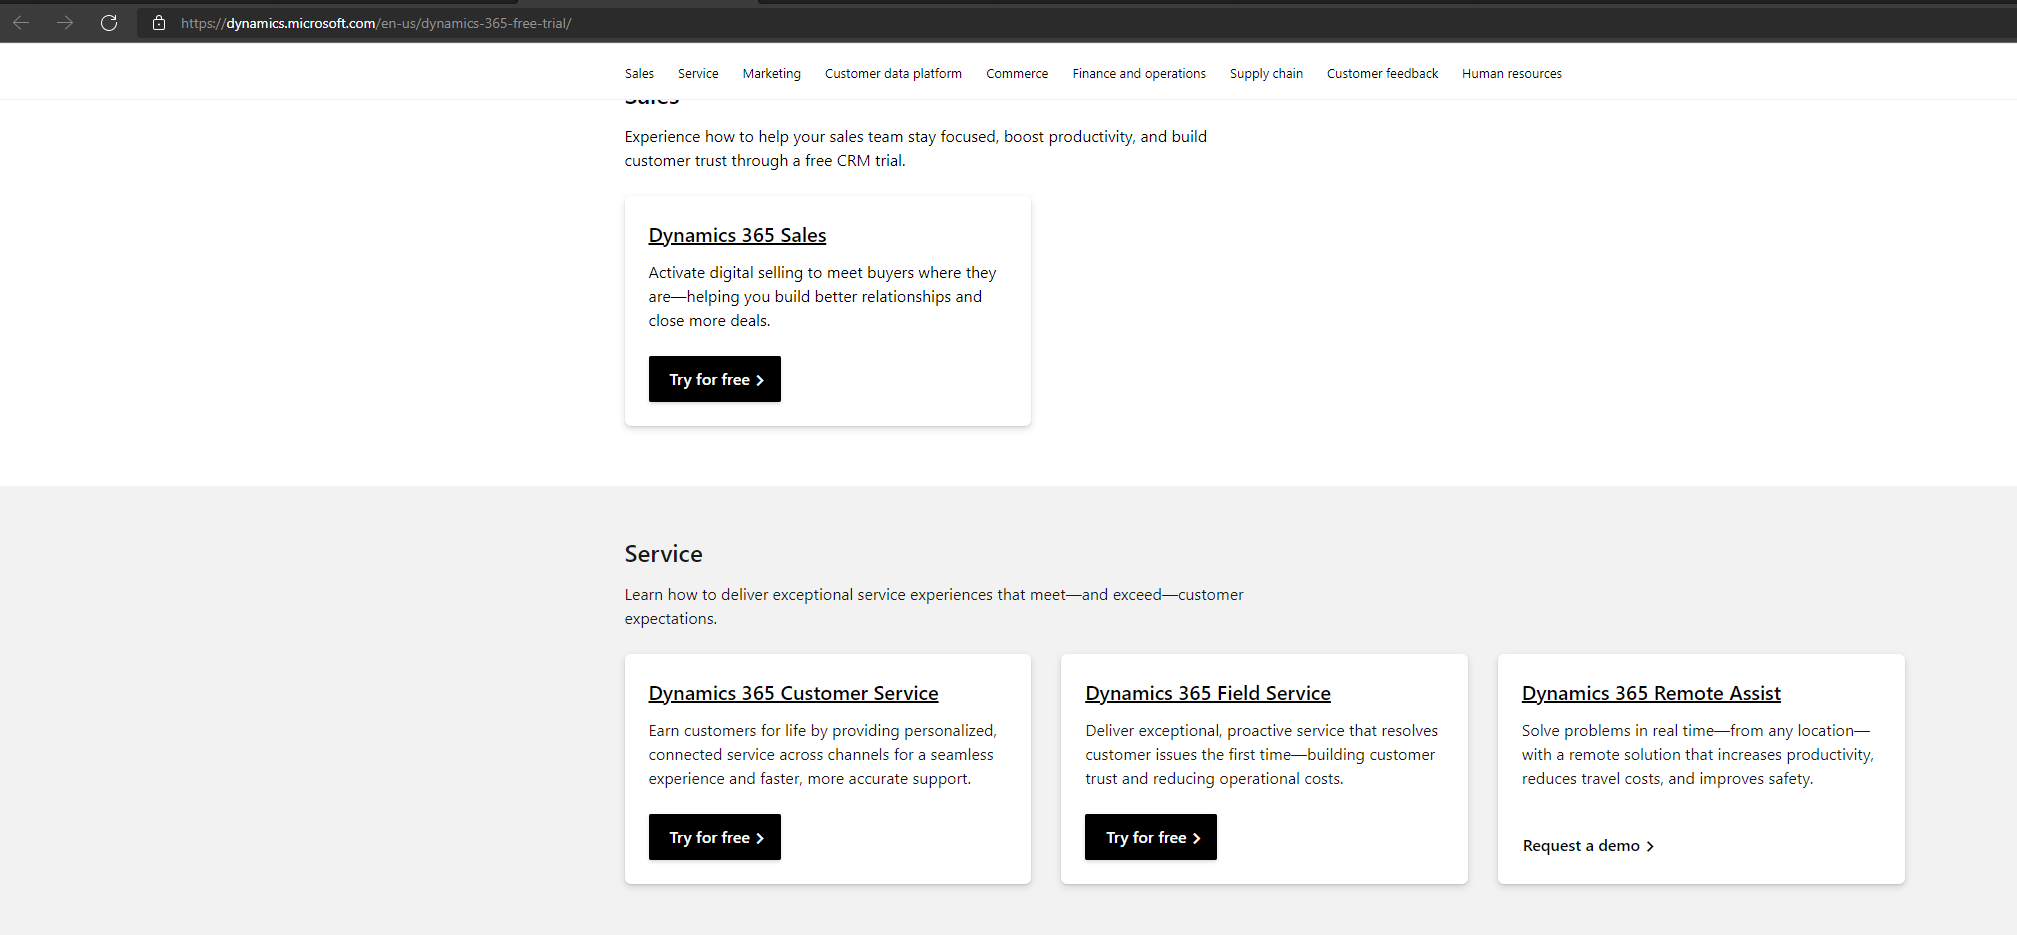 https://dynamics.microsoft.com/en-us/dynamics-365-free-trial/
Sales Service Marketing Customer data platform Commerce Finance and operations Supply chain Customer feedback Human resources
Sales
Experience how to help your sales team stay focused, boost productivity, and build
customer trust through a free CRM trial.
Dynamics 365 Sales
Activate digital selling to meet buyers where they
are—helping you build better relationships and
close more deals.
Try for free
Service
Learn how to deliver exceptional service experiences that meet—and exceed—customer
expectations.
Dynamics 365 Customer Service
Earn customers for life by providing personalized,
connected service across channels for a seamless
experience and faster, more accurate support.
Try for free
Dynamics 365 Field Service
Deliver exceptional, proactive service that resolves
customer issues the first time—building customer
trust and reducing operational costs.
Try for free
Dynamics 365 Remote Assist
Solve problems in real time—from any location—
with a remote solution that increases productivity,
reduces travel costs, and improves safety.
Request a demo